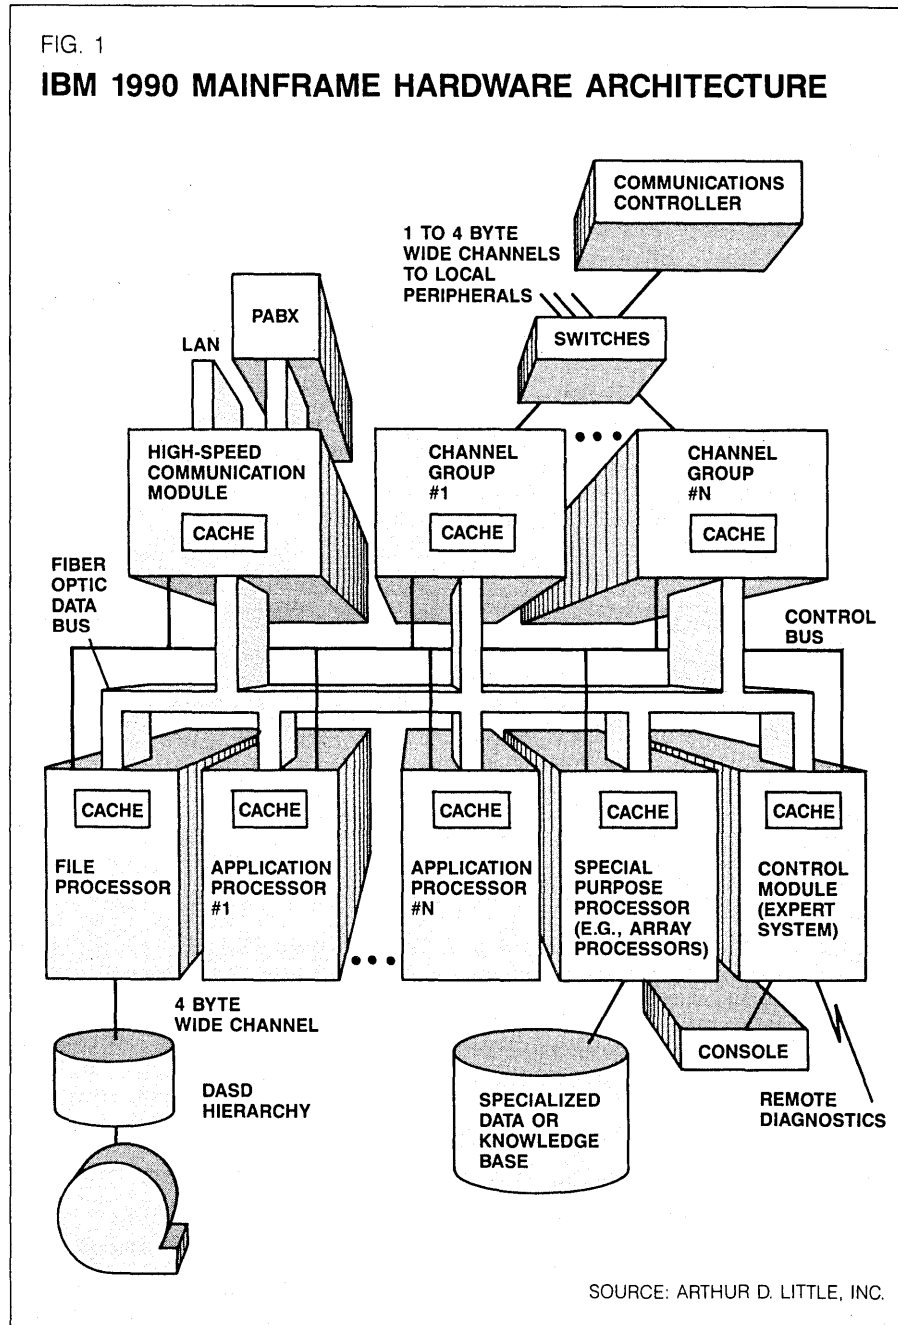 FIG. 1
IBM 1990 MAINFRAME HARDWARE ARCHITECTURE
COMMUNICATIONS
CONTROLLER
1 TO 4 BYTE
WIDE CHANNELS
TO LOCAL
PERIPHERALS
PABX
LAN
SWITCHES
HIGH-SPEED
COMMUNICATION
MODULE
CACHE
CHANNEL
GROUP
#1
CACHE
CHANNEL
GROUP
#N
CACHE
FIBER
OPTIC
DATA
BUS
CONTROL
BUS
CACHE
FILE
PROCESSOR
CACHE
APPLICATION
PROCESSOR
#1
CACHE
APPLICATION
PROCESSOR
#N
CACHE
SPECIAL
PURPOSE
PROCESSOR
(E.G., ARRAY
PROCESSORS)
CACHE
CONTROL
MODULE
(EXPERT
SYSTEM)
4 BYTE
WIDE CHANNEL
DASD
HIERARCHY
SPECIALIZED
DATA OR
KNOWLEDGE
BASE
CONSOLE
REMOTE
DIAGNOSTICS
SOURCE: ARTHUR D. LITTLE, INC.